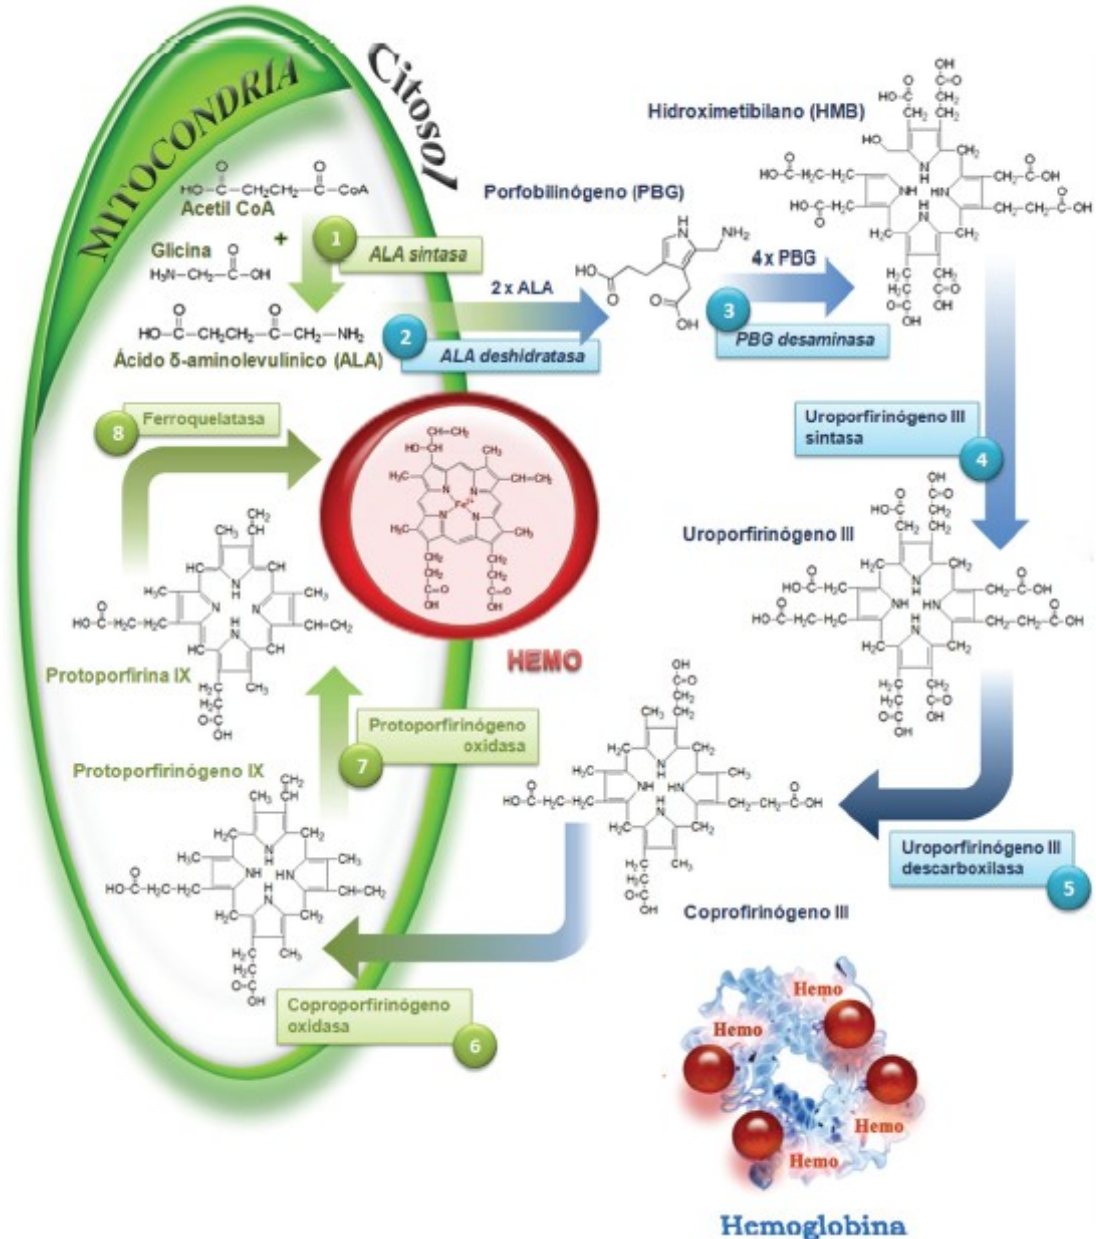 MITOCONDRÍA
Citosol
Acetil CoA
+
Glicina
1
ALA sintasa
Ácido δ-aminolevulínico (ALA)
2 x ALA
2
ALA deshidratasa
Porfobilinógeno (PBG)
4 x PBG
3
PBG desaminasa
Hidroximetibilano (HMB)
Uroporfirinógeno III
sintasa
4
Uroporfirinógeno III
Uroporfirinógeno III
descarboxilasa
5
Coprofirinógeno III
Coproporfirinógeno
oxidasa
6
Protoporfirinógeno IX
Protoporfirinógeno
oxidasa
7
Protoporfirina IX
8
Ferroquelatasa
HEMO
Hemo
Hemo
Hemo
Hemo
Hemoglobina